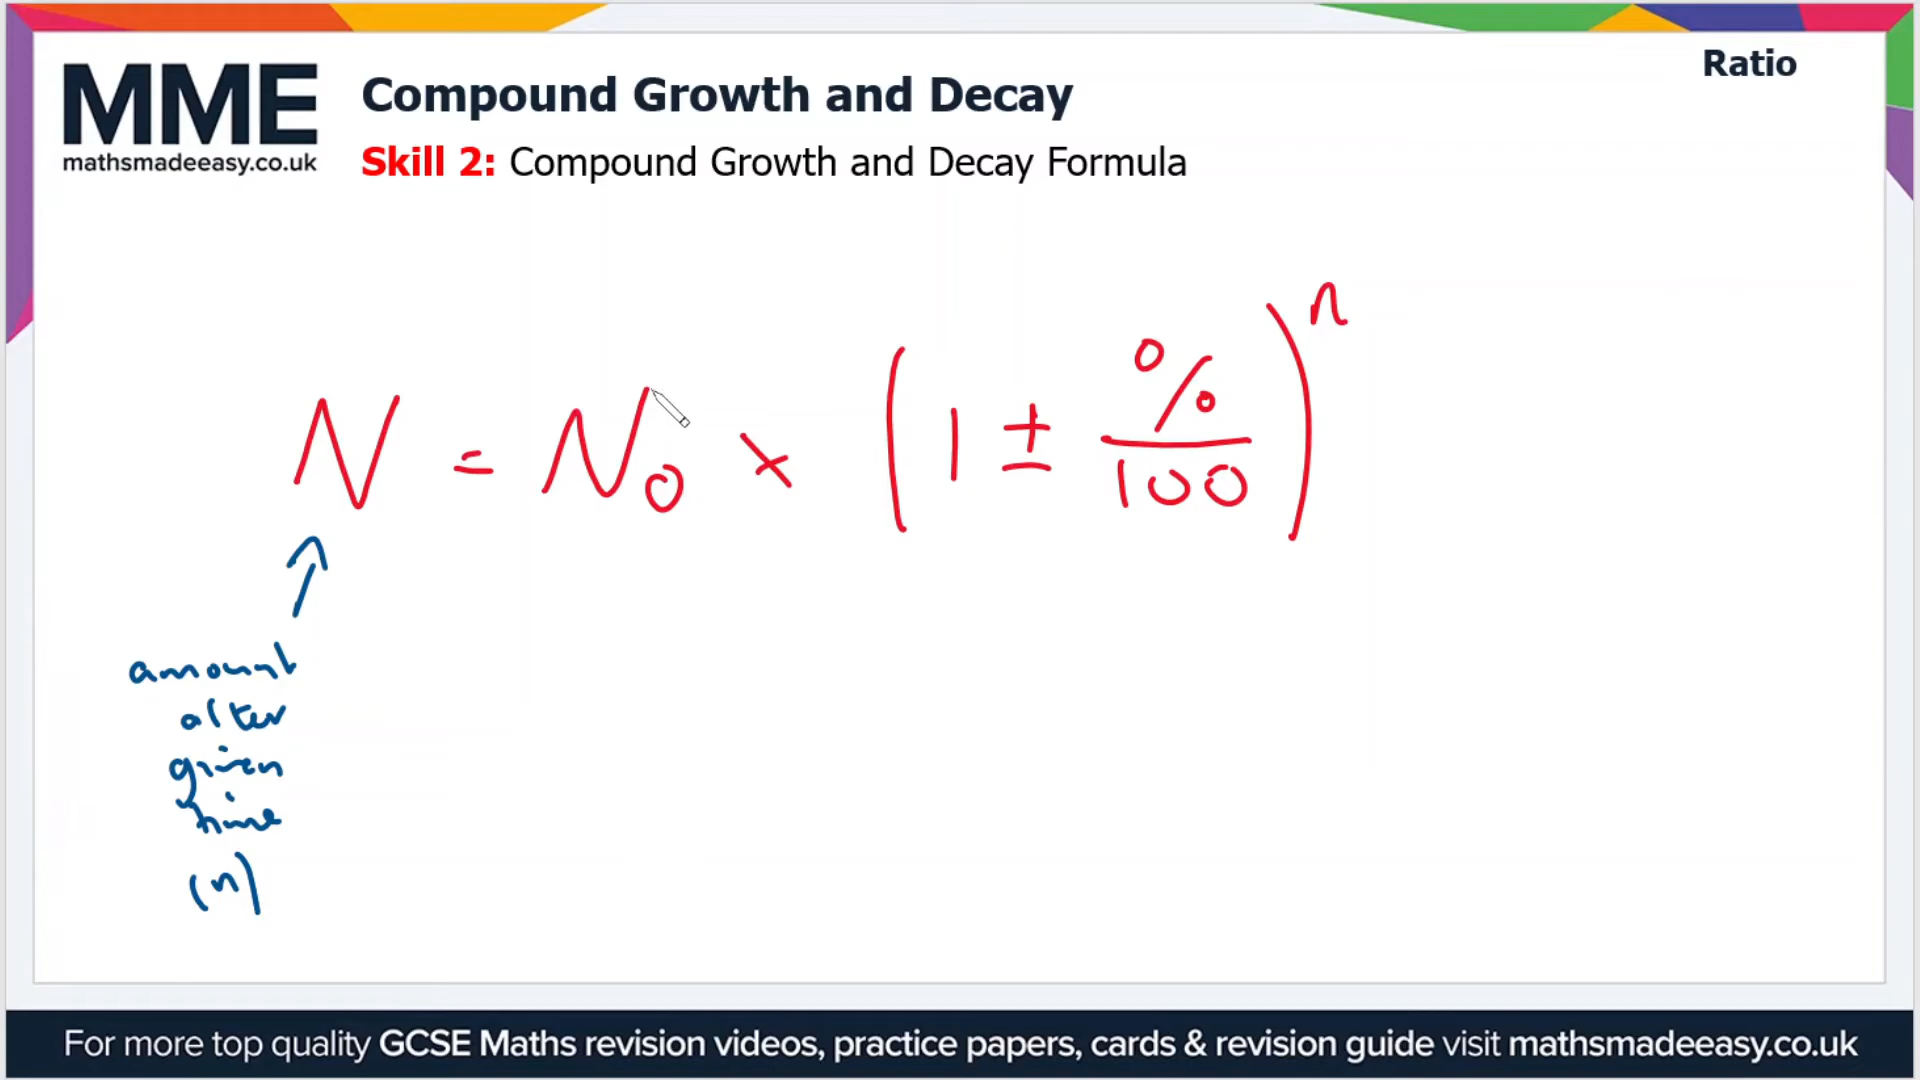 MME
mathsmadeeasy.co.uk
Compound Growth and Decay
Ratio
Skill 2: Compound Growth and Decay Formula
N = N₀ × (1 ± %/100)ⁿ
amount
after
given
time
(n)
For more top quality GCSE Maths revision videos, practice papers, cards & revision guide visit mathsmadeeasy.co.uk